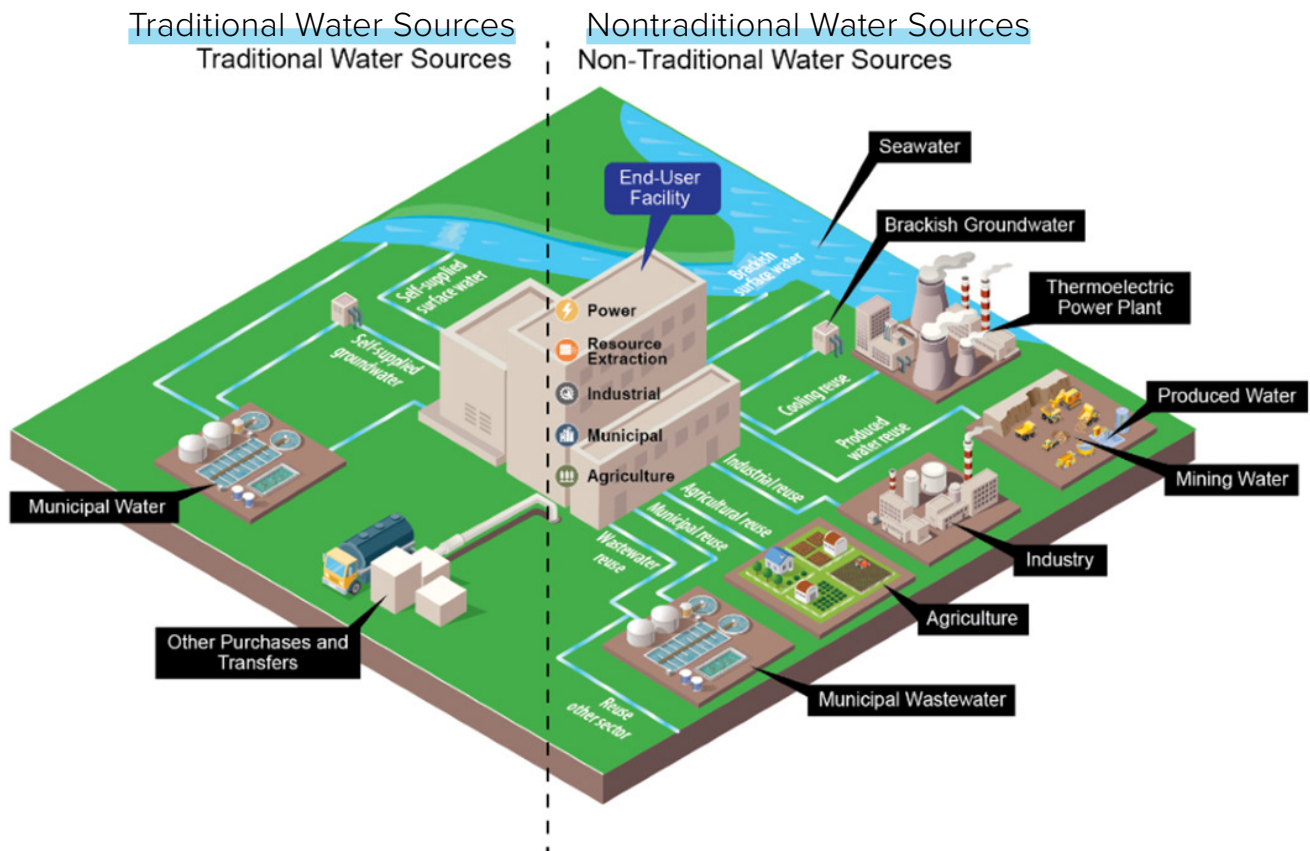 Traditional Water Sources
Nontraditional Water Sources
Traditional Water Sources
Non-Traditional Water Sources
Seawater
End-User
Facility
Brackish Groundwater
Brackish
surface water
Self-supplied
surface water
Thermoelectric
Power Plant
Power
Resource
Extraction
Self-supplied
groundwater
Industrial
Cooling reuse
Produced Water
Municipal
Produced
water reuse
Agriculture
Industrial reuse
Mining Water
Municipal Water
Agricultural reuse
Municipal reuse
Wastewater
reuse
Industry
Agriculture
Other Purchases and
Transfers
Municipal Wastewater
Reuse
other sector